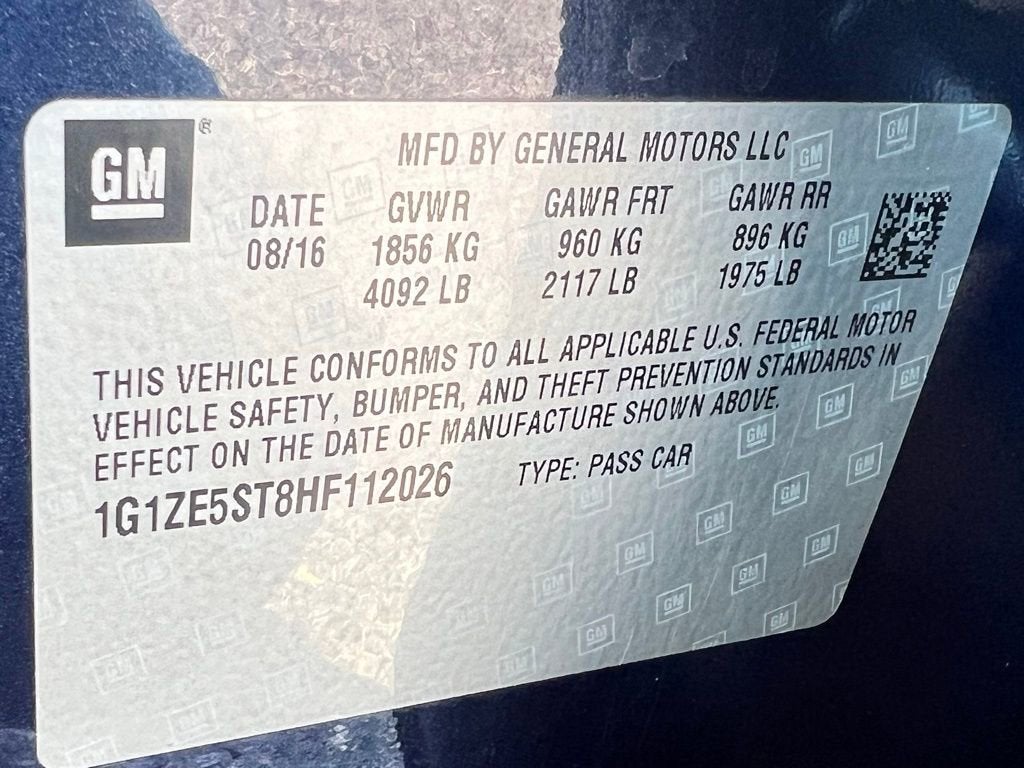 GM ®
MFD BY GENERAL MOTORS LLC
DATE GVWR GAWR FRT GAWR RR
08/16 1856 KG 960 KG 896 KG
4092 LB 2117 LB 1975 LB
THIS VEHICLE CONFORMS TO ALL APPLICABLE U.S. FEDERAL MOTOR
VEHICLE SAFETY, BUMPER, AND THEFT PREVENTION STANDARDS IN
EFFECT ON THE DATE OF MANUFACTURE SHOWN ABOVE.
1G1ZE5ST8HF112026 TYPE: PASS CAR